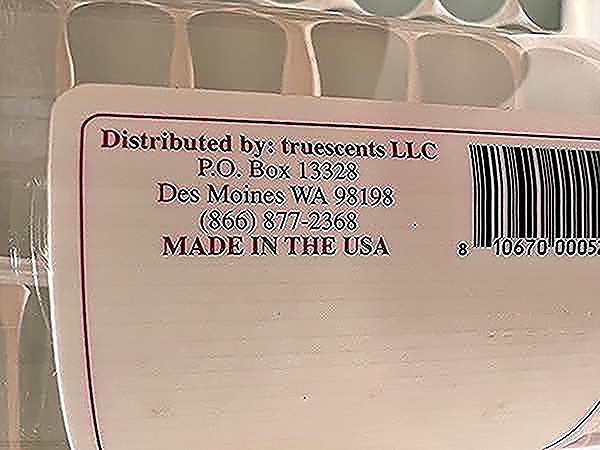 Distributed by: truescents LLC
P.O. Box 13328
Des Moines WA 98198
(866) 877-2368
MADE IN THE USA
8 10670 0005